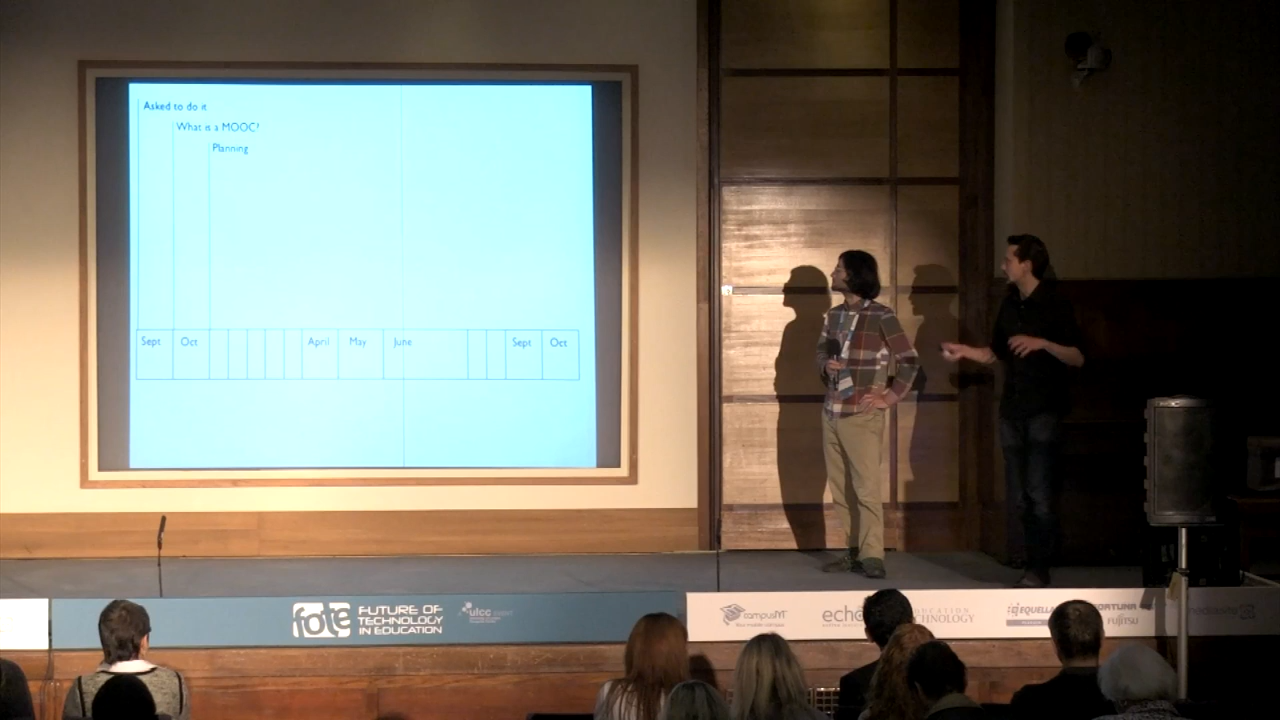 Asked to do it
What is a MOOC?
Planning
Sept Oct April May June Sept Oct
fote
FUTURE OF
TECHNOLOGY
IN EDUCATION
ulcc
campusM
echo
EDUCATION
TECHNOLOGY
EQUELLA
FUJITSU